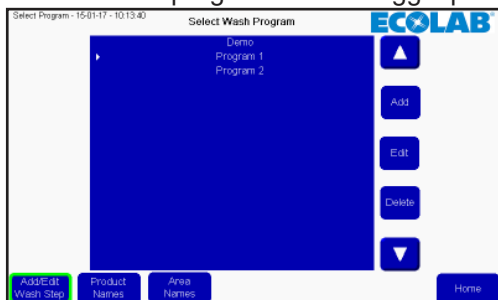 Select Program - 15-01-17 - 10:13:40
Select Wash Program
ECOLAB®
Demo
Program 1
Program 2
Add
Edit
Delete
Add/Edit
Wash Step
Product
Names
Area
Names
Home